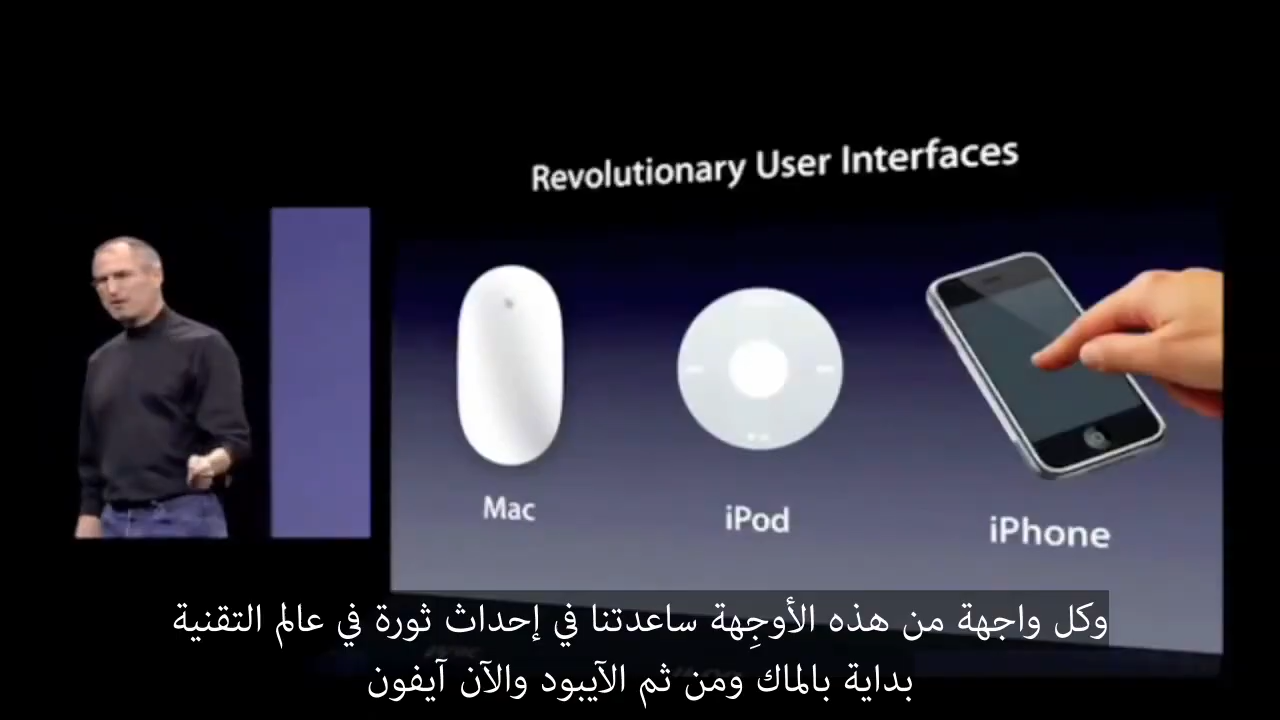 Revolutionary User Interfaces
Mac
iPod
iPhone
وكل واجهة من هذه الأوجِهة ساعدتنا في إحداث ثورة في عالم التقنية
بداية بالماك ومن ثم الآيبود والآن آيفون